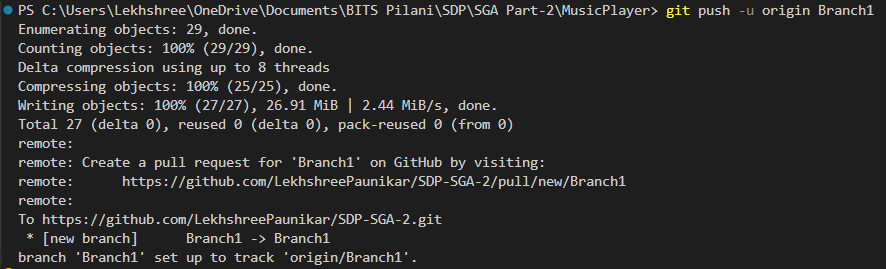 PS C:\Users\Lekhshree\OneDrive\Documents\BITS Pilani\SDP\SGA Part-2\MusicPlayer> git push -u origin Branch1
Enumerating objects: 29, done.
Counting objects: 100% (29/29), done.
Delta compression using up to 8 threads
Compressing objects: 100% (25/25), done.
Writing objects: 100% (27/27), 26.91 MiB | 2.44 MiB/s, done.
Total 27 (delta 0), reused 0 (delta 0), pack-reused 0 (from 0)
remote:
remote: Create a pull request for 'Branch1' on GitHub by visiting:
remote:      https://github.com/LekhshreePaunikar/SDP-SGA-2/pull/new/Branch1
remote:
To https://github.com/LekhshreePaunikar/SDP-SGA-2.git
 * [new branch]      Branch1 -> Branch1
branch 'Branch1' set up to track 'origin/Branch1'.